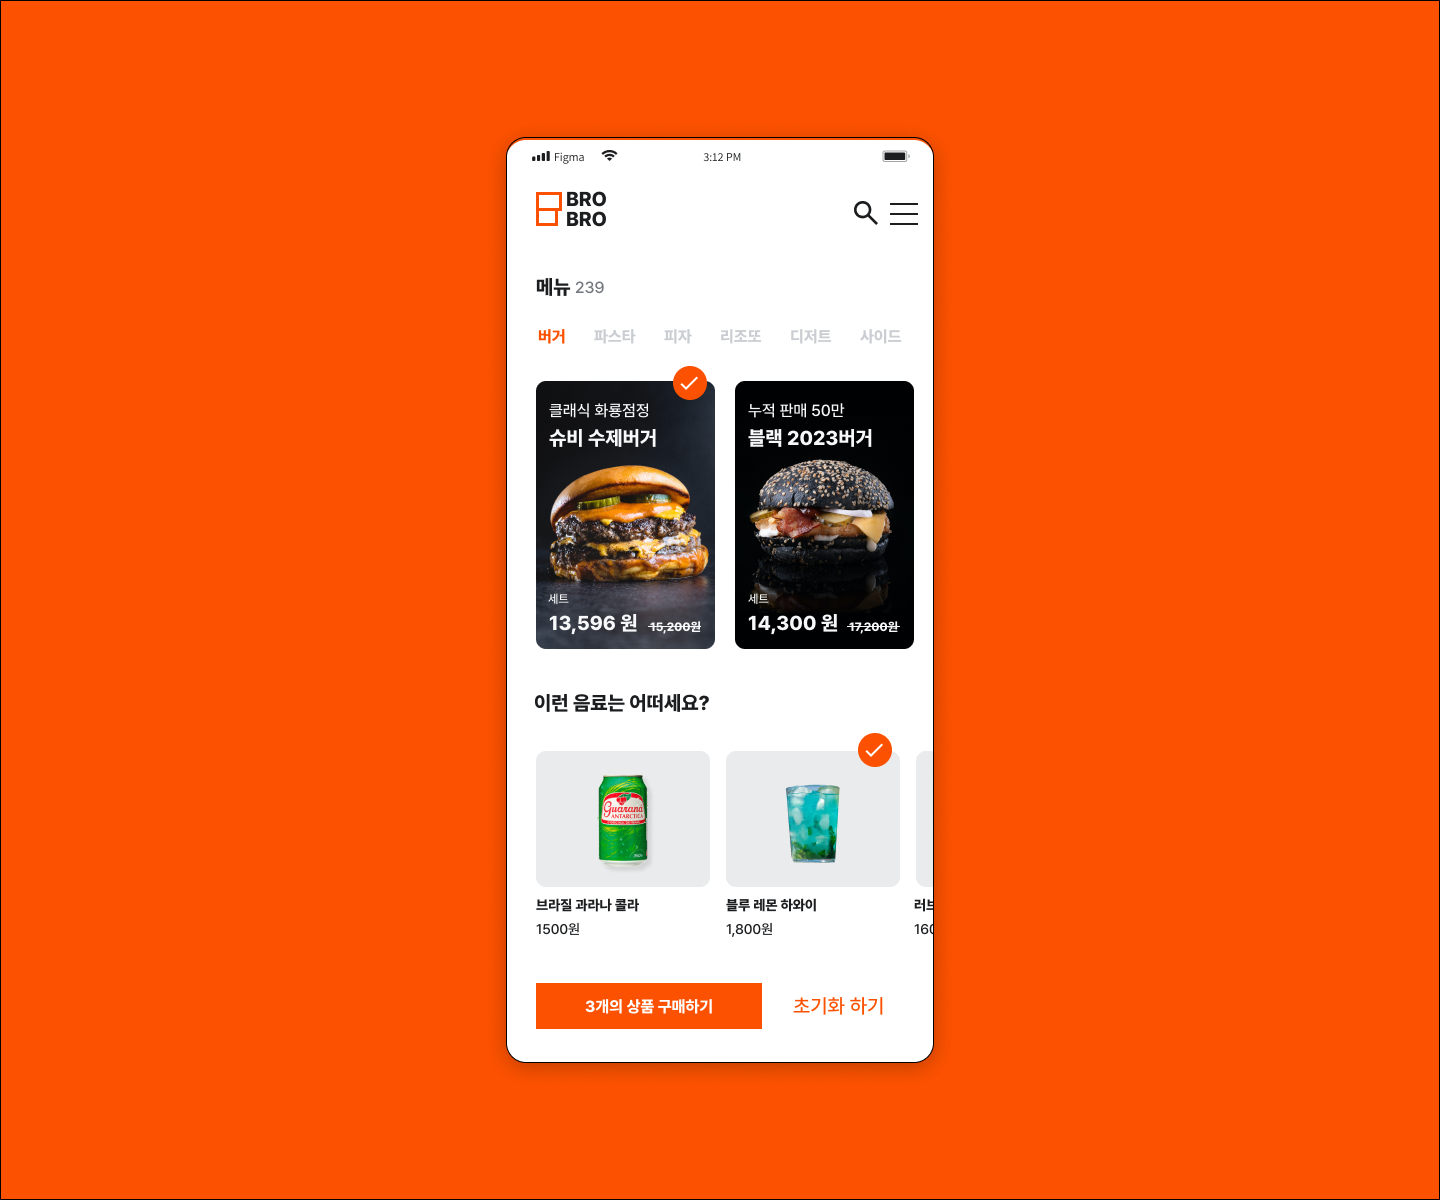 Figma
3:12 PM
BRO
BRO
메뉴 239
버거 파스타 피자 리조또 디저트 사이드
클래식 화룡점정
슈비 수제버거
세트
13,596 원 15,200원
누적 판매 50만
블랙 2023버거
세트
14,300 원 17,200원
이런 음료는 어떠세요?
Guaraná
ANTARCTICA
브라질 과라나 콜라
1500원
블루 레몬 하와이
1,800원
러브
160
3개의 상품 구매하기
초기화 하기